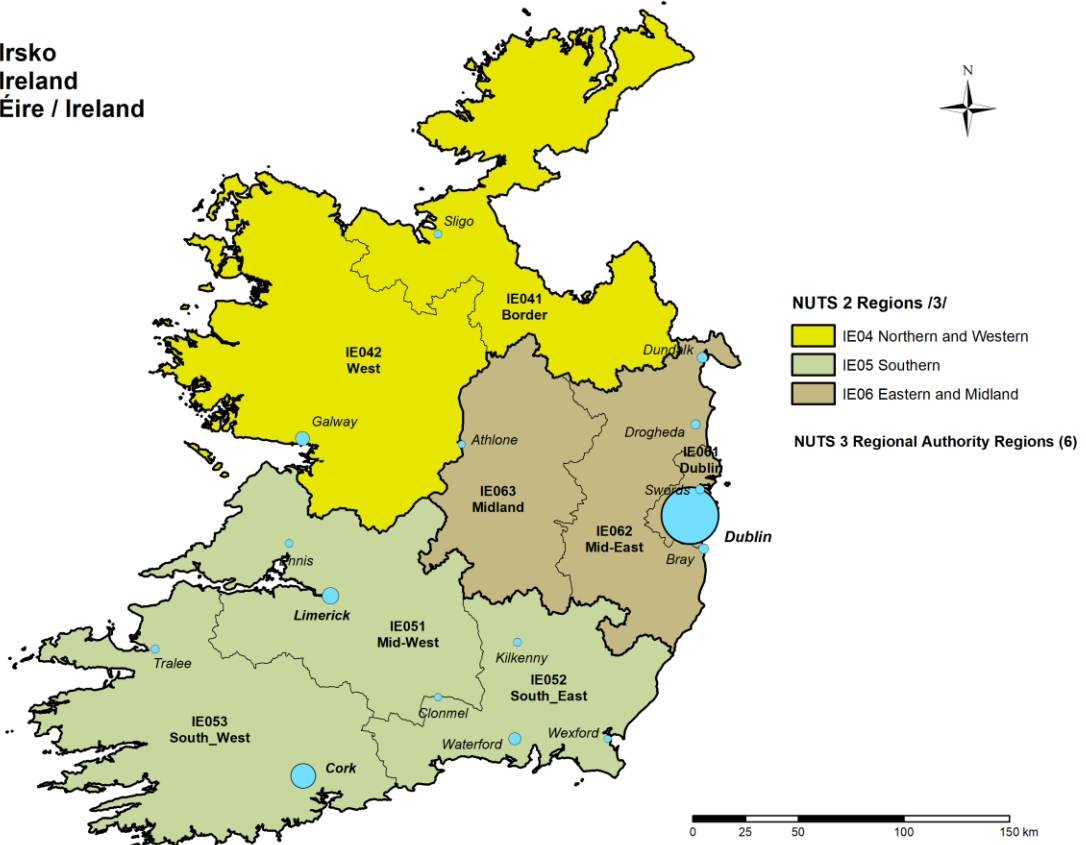 Irsko
Ireland
Éire / Ireland
N
Sligo
IE041
Border
IE042
West
Dundalk
Galway
Athlone
Drogheda
IE061
Dublin
IE063
Midland
Swords
IE062
Mid-East
Dublin
Bray
Ennis
Limerick
IE051
Mid-West
Tralee
Kilkenny
IE052
South_East
Clonmel
IE053
South_West
Waterford
Wexford
Cork
NUTS 2 Regions /3/
IE04 Northern and Western
IE05 Southern
IE06 Eastern and Midland
NUTS 3 Regional Authority Regions (6)
0 25 50 100 150 km